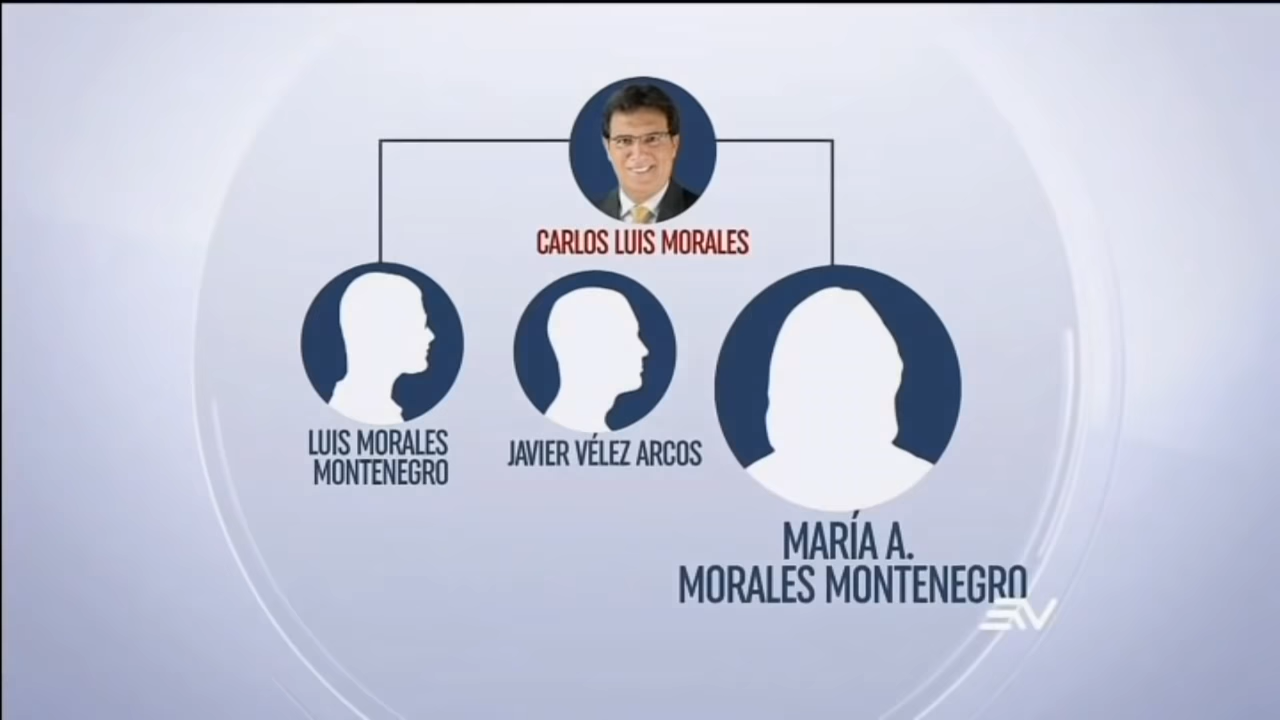 CARLOS LUIS MORALES
LUIS MORALES
MONTENEGRO
JAVIER VÉLEZ ARCOS
MARÍA A.
MORALES MONTENEGRO